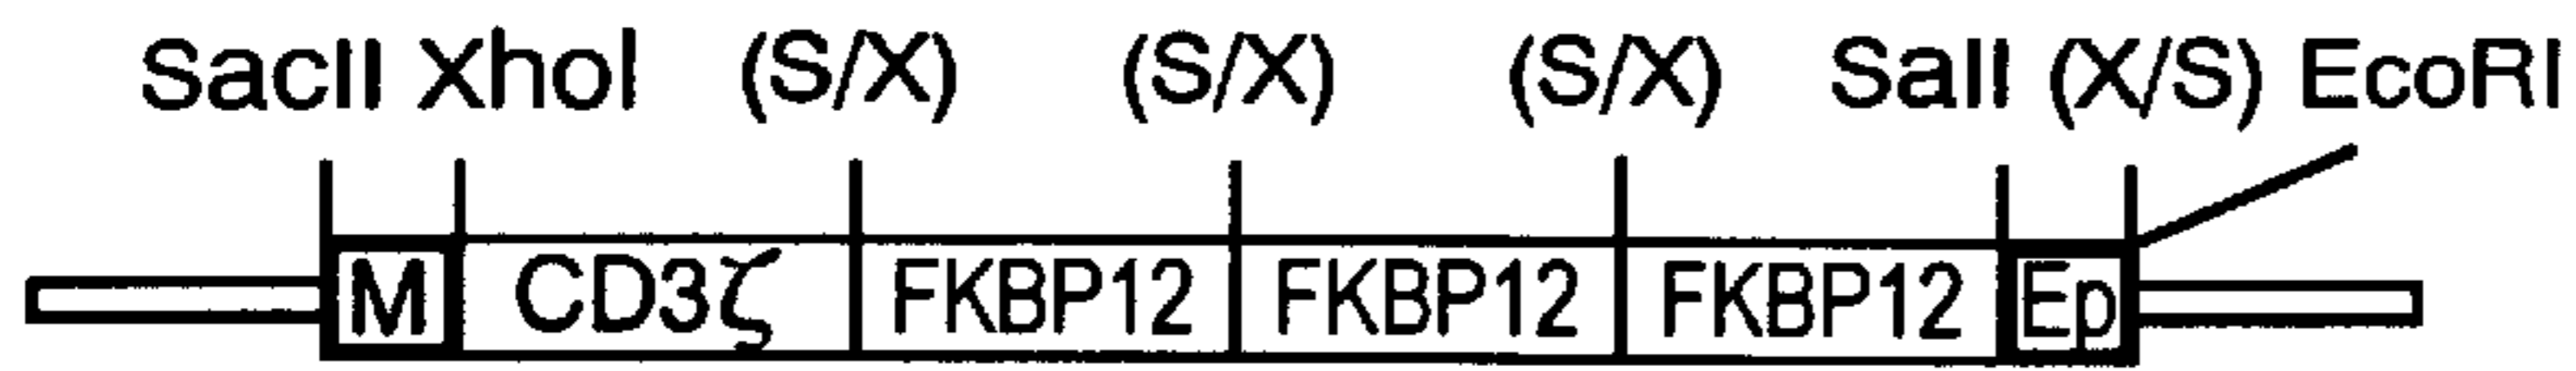 SacII XhoI (S/X) (S/X) (S/X) SalI (X/S) EcoRI
M CD3ζ FKBP12 FKBP12 FKBP12 Ep